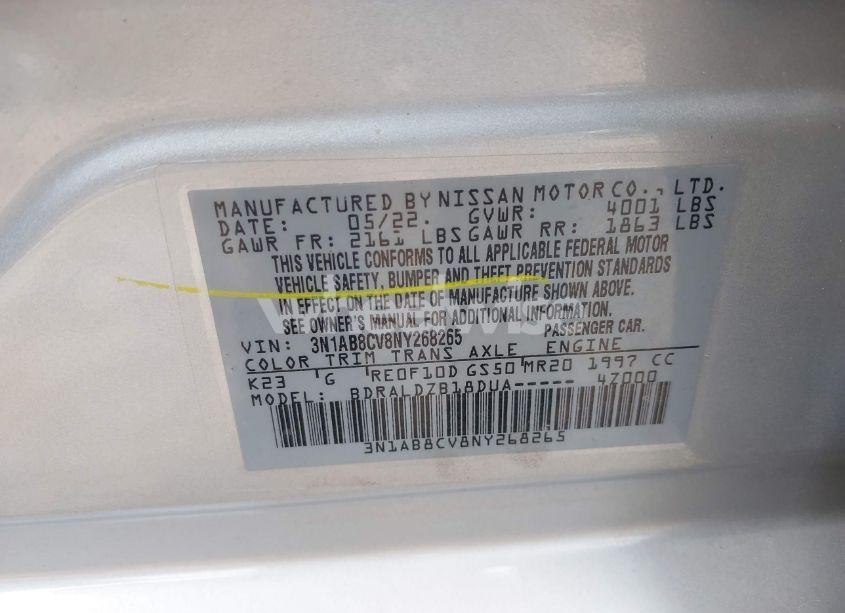 MANUFACTURED BY NISSAN MOTOR CO., LTD.
DATE: 05/22. GVWR: 4001 LBS
GAWR FR: 2161 LBS GAWR RR: 1863 LBS
THIS VEHICLE CONFORMS TO ALL APPLICABLE FEDERAL MOTOR
VEHICLE SAFETY, BUMPER AND THEFT PREVENTION STANDARDS
IN EFFECT ON THE DATE OF MANUFACTURE SHOWN ABOVE.
SEE OWNER'S MANUAL FOR ADDITIONAL INFORMATION.
VIN: 3N1AB8CV8NY268265 PASSENGER CAR.
COLOR TRIM TRANS AXLE ENGINE
K23 G RE0F10D GS50 MR20 1997 CC
MODEL: BDRALDZB18DUA----- 4Z000
3N1AB8CV8NY268265